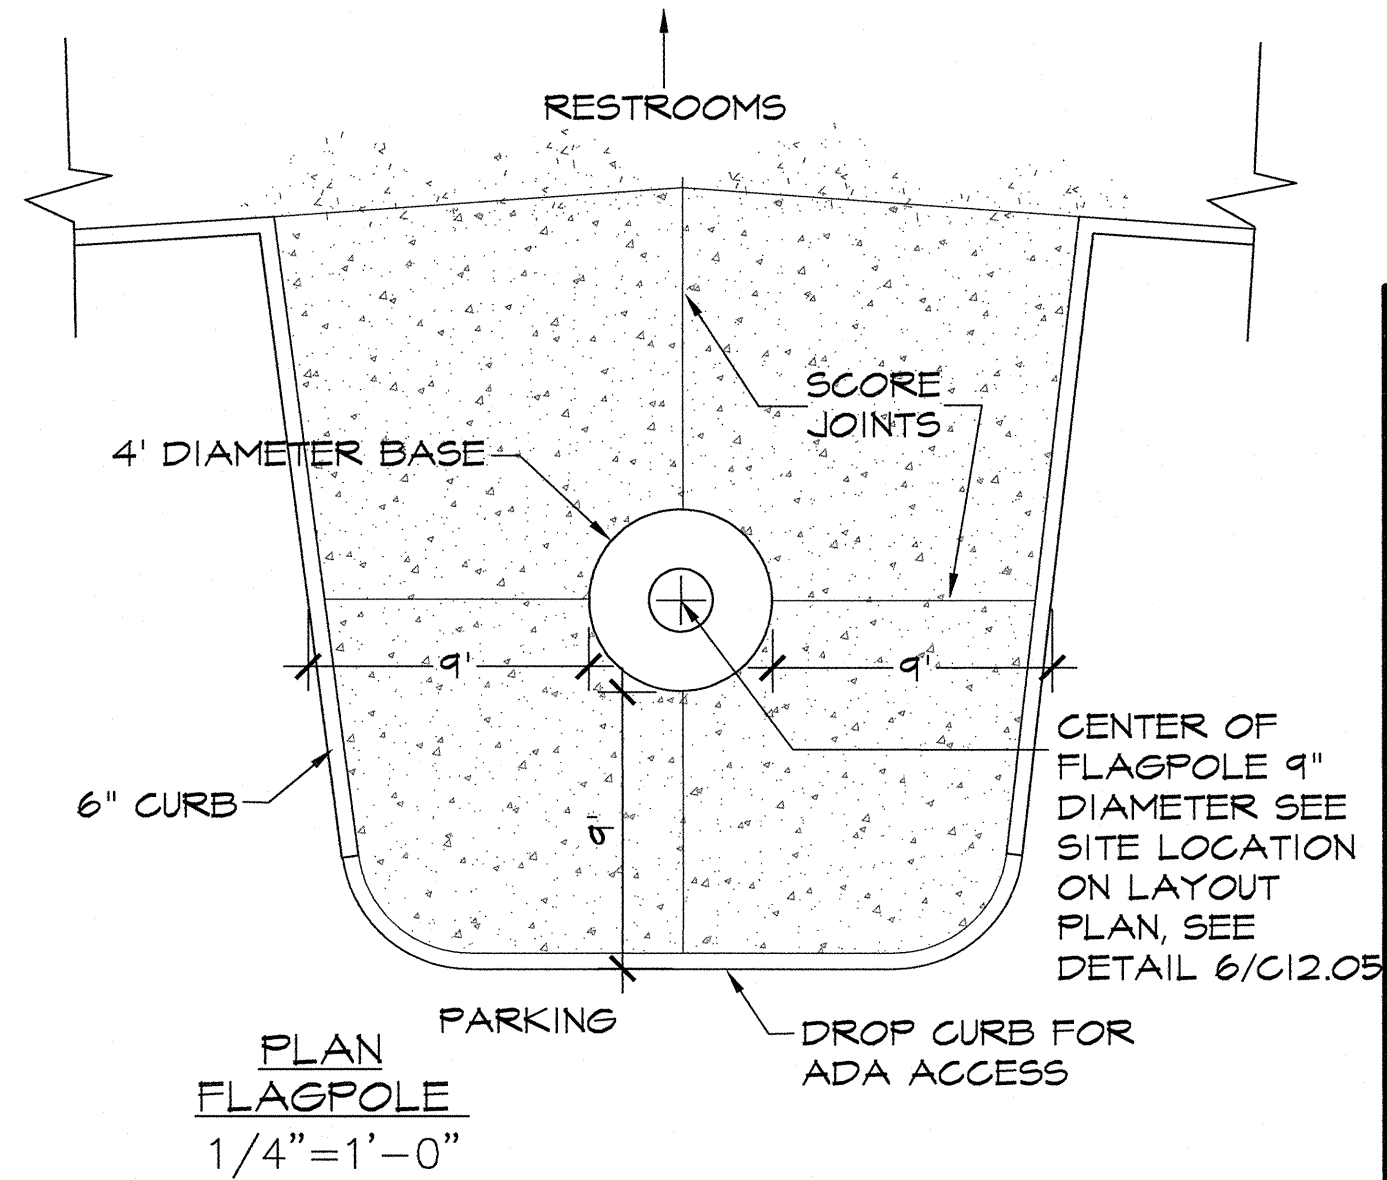 RESTROOMS
SCORE
JOINTS
4' DIAMETER BASE
9'
9'
CENTER OF
FLAGPOLE 9"
DIAMETER SEE
SITE LOCATION
ON LAYOUT
PLAN, SEE
DETAIL 6/C12.05
6" CURB
9'
PARKING
DROP CURB FOR
ADA ACCESS
PLAN
FLAGPOLE
1/4"=1'-0"